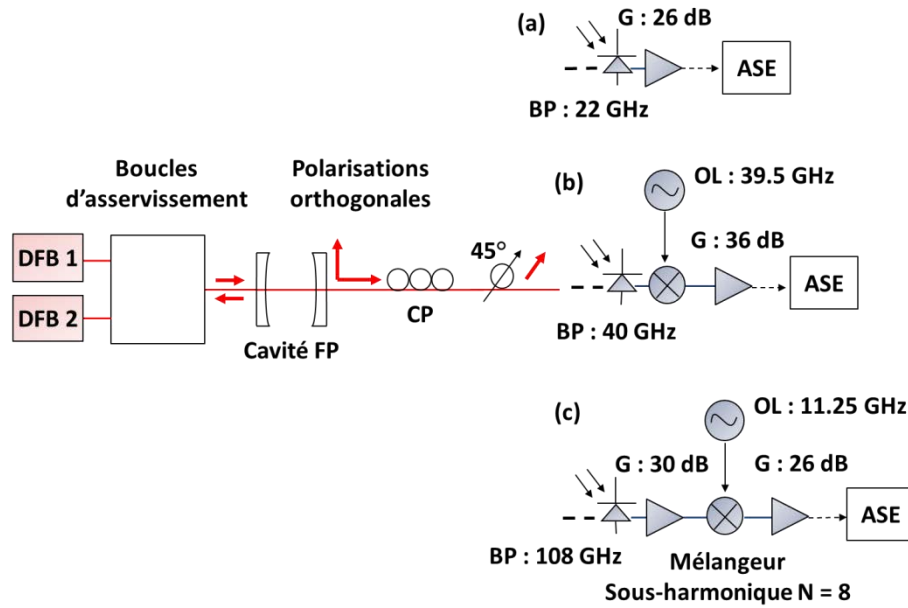 (a)
G : 26 dB
ASE
BP : 22 GHz
Boucles
d’asservissement
Polarisations
orthogonales
DFB 1
DFB 2
Cavité FP
CP
45°
(b)
OL : 39.5 GHz
G : 36 dB
ASE
BP : 40 GHz
(c)
OL : 11.25 GHz
G : 30 dB
G : 26 dB
ASE
BP : 108 GHz
Mélangeur
Sous-harmonique N = 8